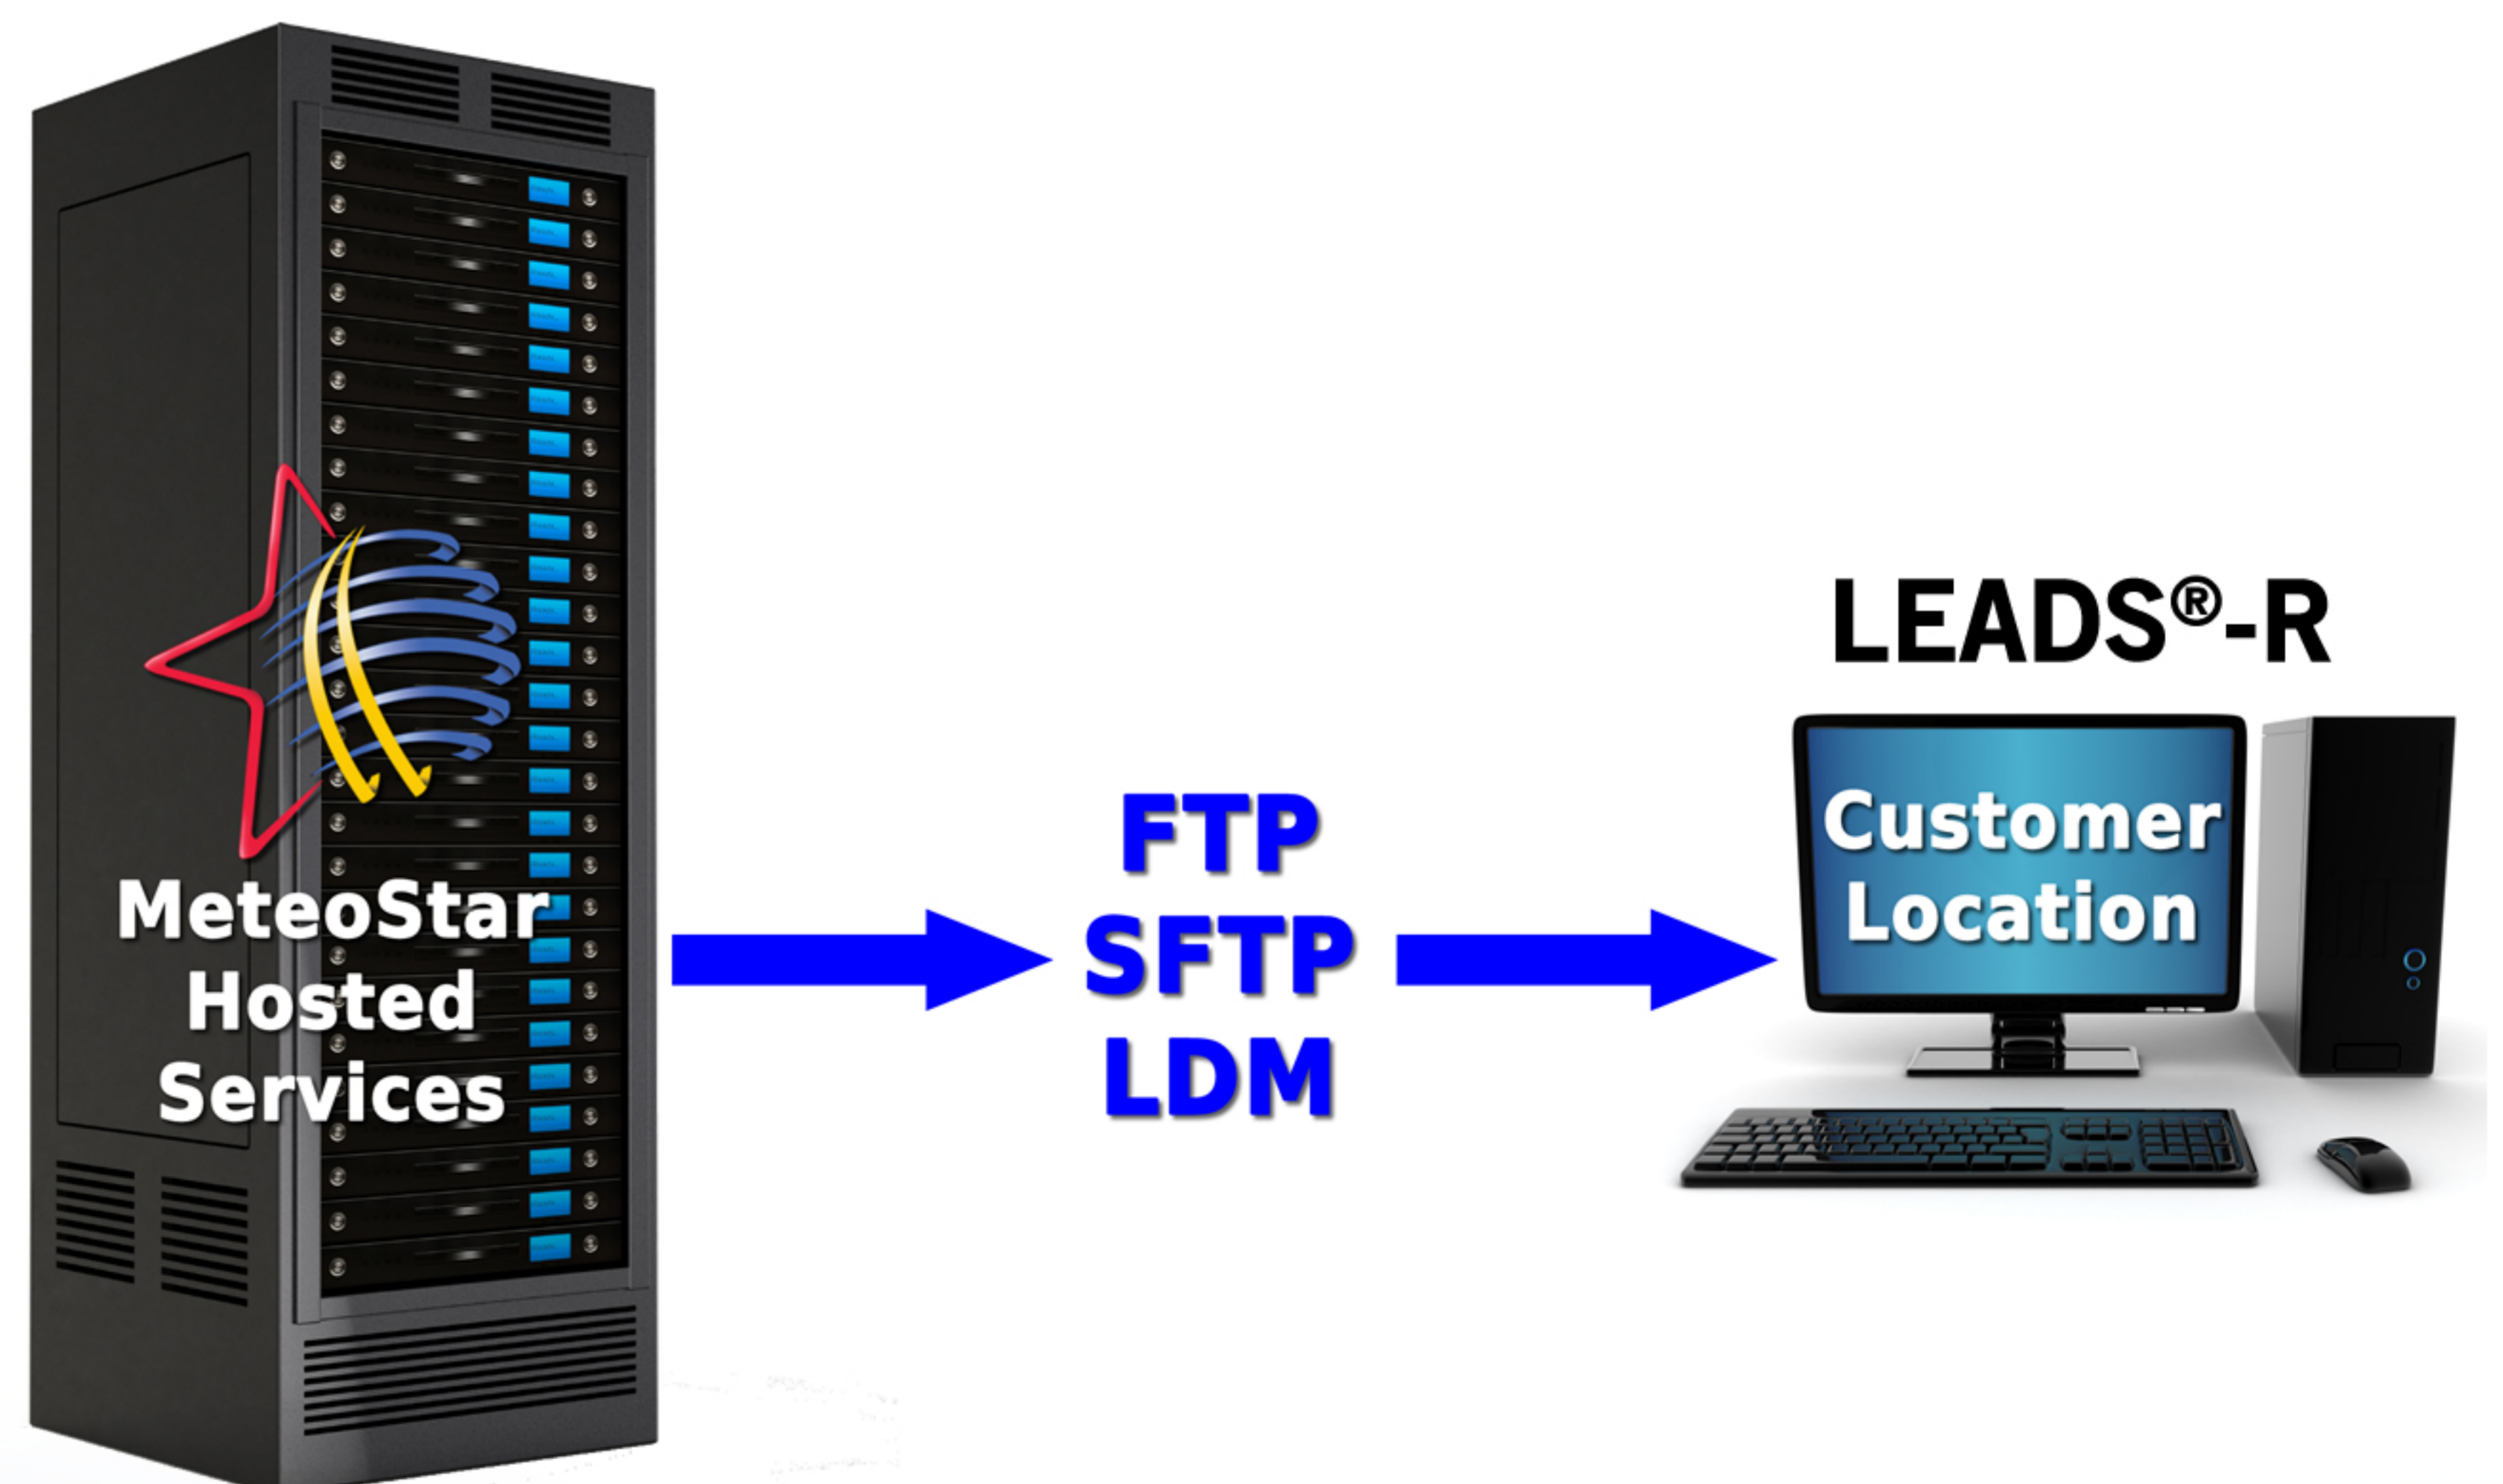 MeteoStar
Hosted
Services
FTP
SFTP
LDM
LEADS®-R
Customer
Location